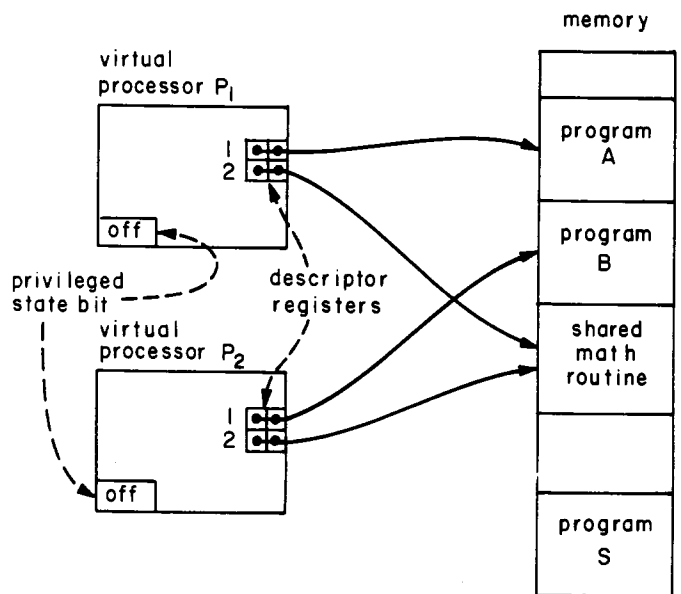 memory
virtual
processor P₁
1
2
off
program
A
program
B
privileged
state bit
descriptor
registers
virtual
processor P₂
shared
math
routine
1
2
off
program
S